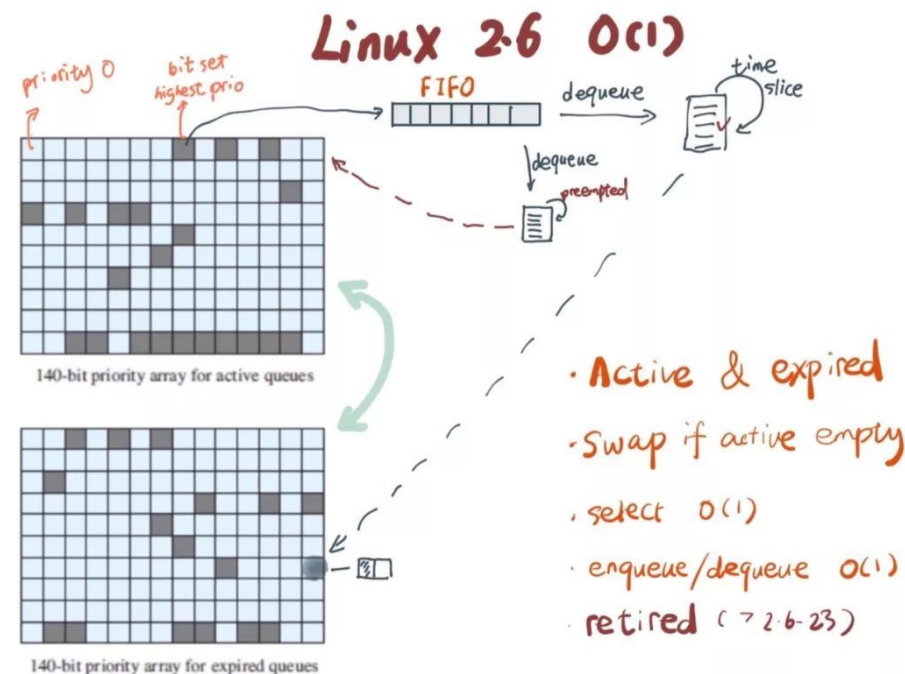 Linux 2.6 O(1)
priority 0
bit set
highest prio
FIFO
dequeue
time
slice
dequeue
preempted
140-bit priority array for active queues
· Active & expired
· Swap if active empty
· select O(1)
· enqueue/dequeue O(1)
· retired (>2.6-23)
140-bit priority array for expired queues